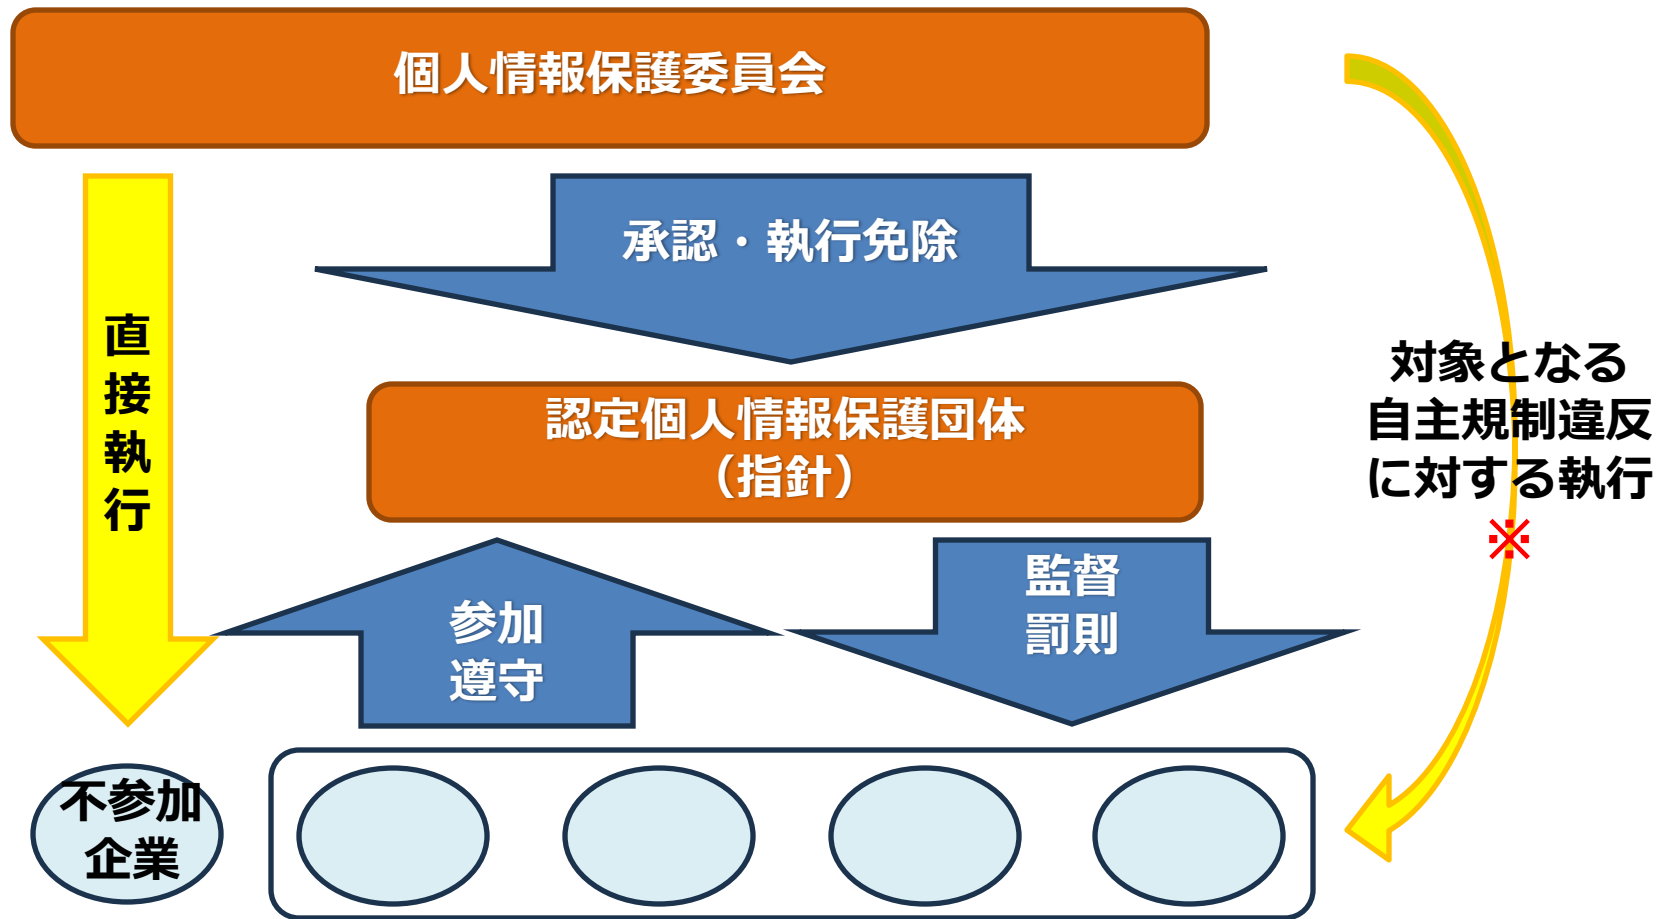 個人情報保護委員会
承認・執行免除
直接執行
対象となる
自主規制違反
に対する執行
※
認定個人情報保護団体
（指針）
参加
遵守
監督
罰則
不参加
企業